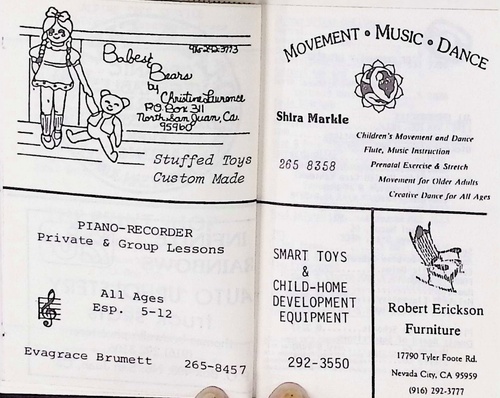 Babes & Bears
916-292-3773
by
Christine Laurence
P.O. Box 311
North San Juan, Ca.
95960
Stuffed Toys
Custom Made
MOVEMENT • MUSIC • DANCE
Shira Markle
Children's Movement and Dance
Flute, Music Instruction
265 8358
Prenatal Exercise & Stretch
Movement for Older Adults
Creative Dance for All Ages
PIANO-RECORDER
Private & Group Lessons
All Ages
Esp. 5-12
Evagrace Brumett 265-8457
SMART TOYS
&
CHILD-HOME
DEVELOPMENT
EQUIPMENT
292-3550
Robert Erickson
Furniture
17790 Tyler Foote Rd.
Nevada City, CA 95959
(916) 292-3777